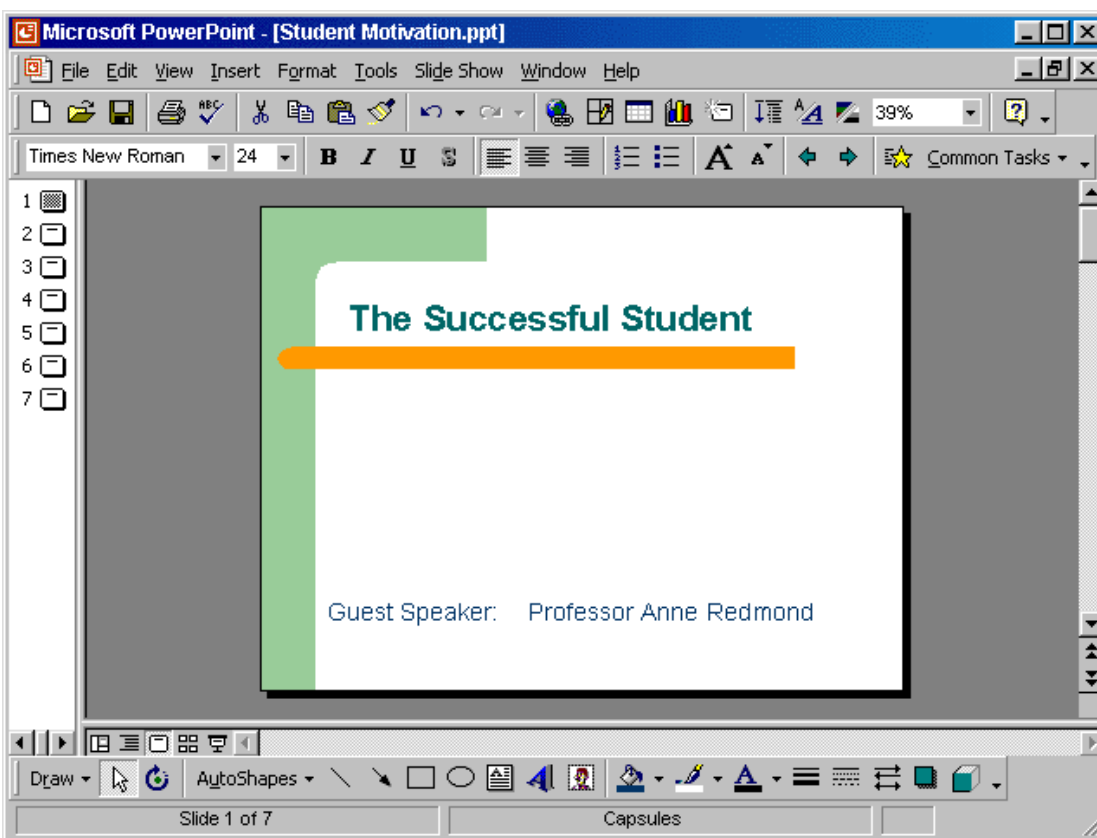 Microsoft PowerPoint - [Student Motivation.ppt]
File Edit View Insert Format Tools Slide Show Window Help
ABC A 39% ?
Times New Roman 24 B I U S A A Common Tasks
1
2
3
4
5
6
7
The Successful Student
Guest Speaker: Professor Anne Redmond
Draw AutoShapes A A
Slide 1 of 7 Capsules